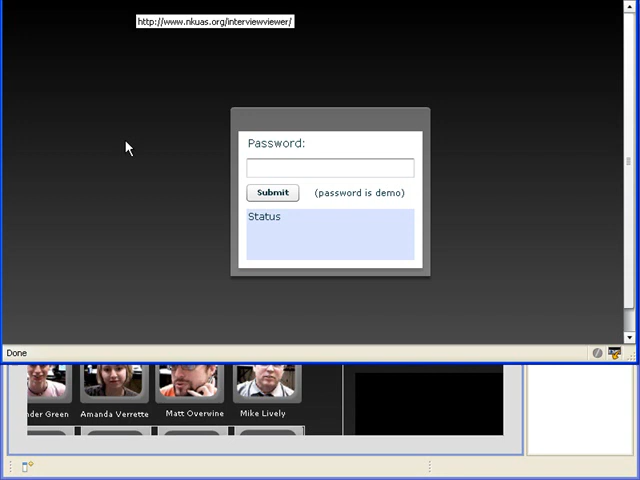 http://www.nkuas.org/interviewviewer/
Password:
Submit (password is demo)
Status
Done
nder Green Amanda Verrette Matt Overwine Mike Lively